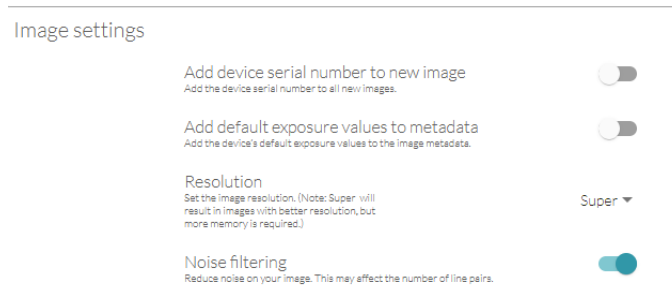 Image settings
Add device serial number to new image
Add the device serial number to all new images.
Add default exposure values to metadata
Add the device's default exposure values to the image metadata.
Resolution
Set the image resolution. (Note: Super will
result in images with better resolution, but
more memory is required.)
Super
Noise filtering
Reduce noise on your image. This may affect the number of line pairs.